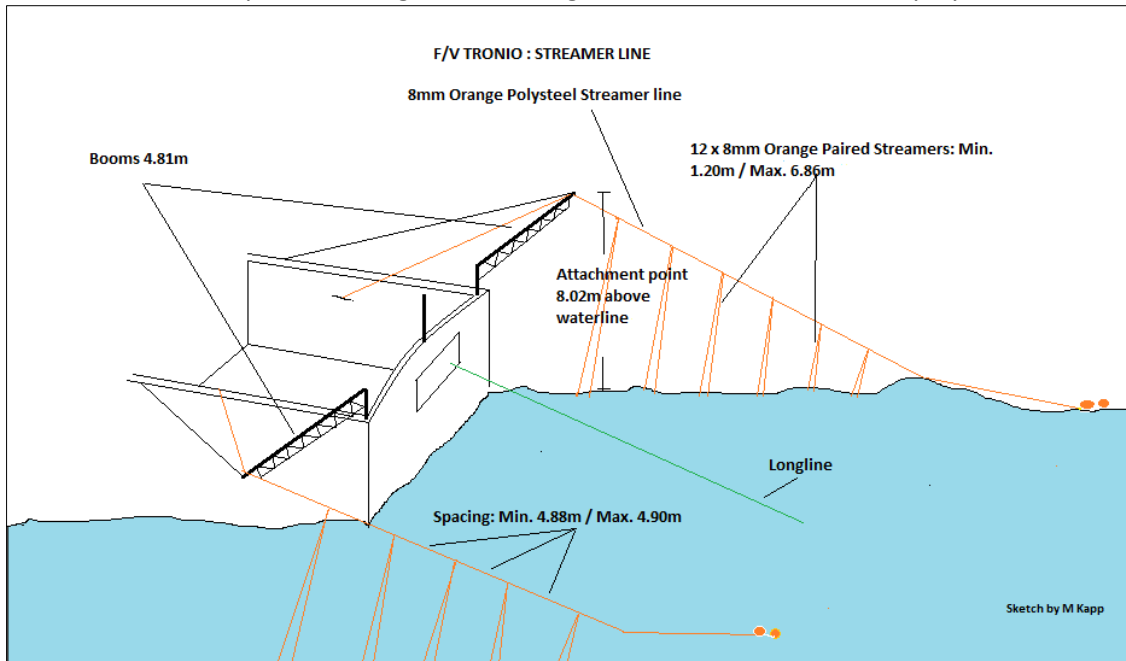 F/V TRONIO : STREAMER LINE
8mm Orange Polysteel Streamer line
12 x 8mm Orange Paired Streamers: Min.
1.20m / Max. 6.86m
Booms 4.81m
Attachment point
8.02m above
waterline
Longline
Spacing: Min. 4.88m / Max. 4.90m
Sketch by M Kapp